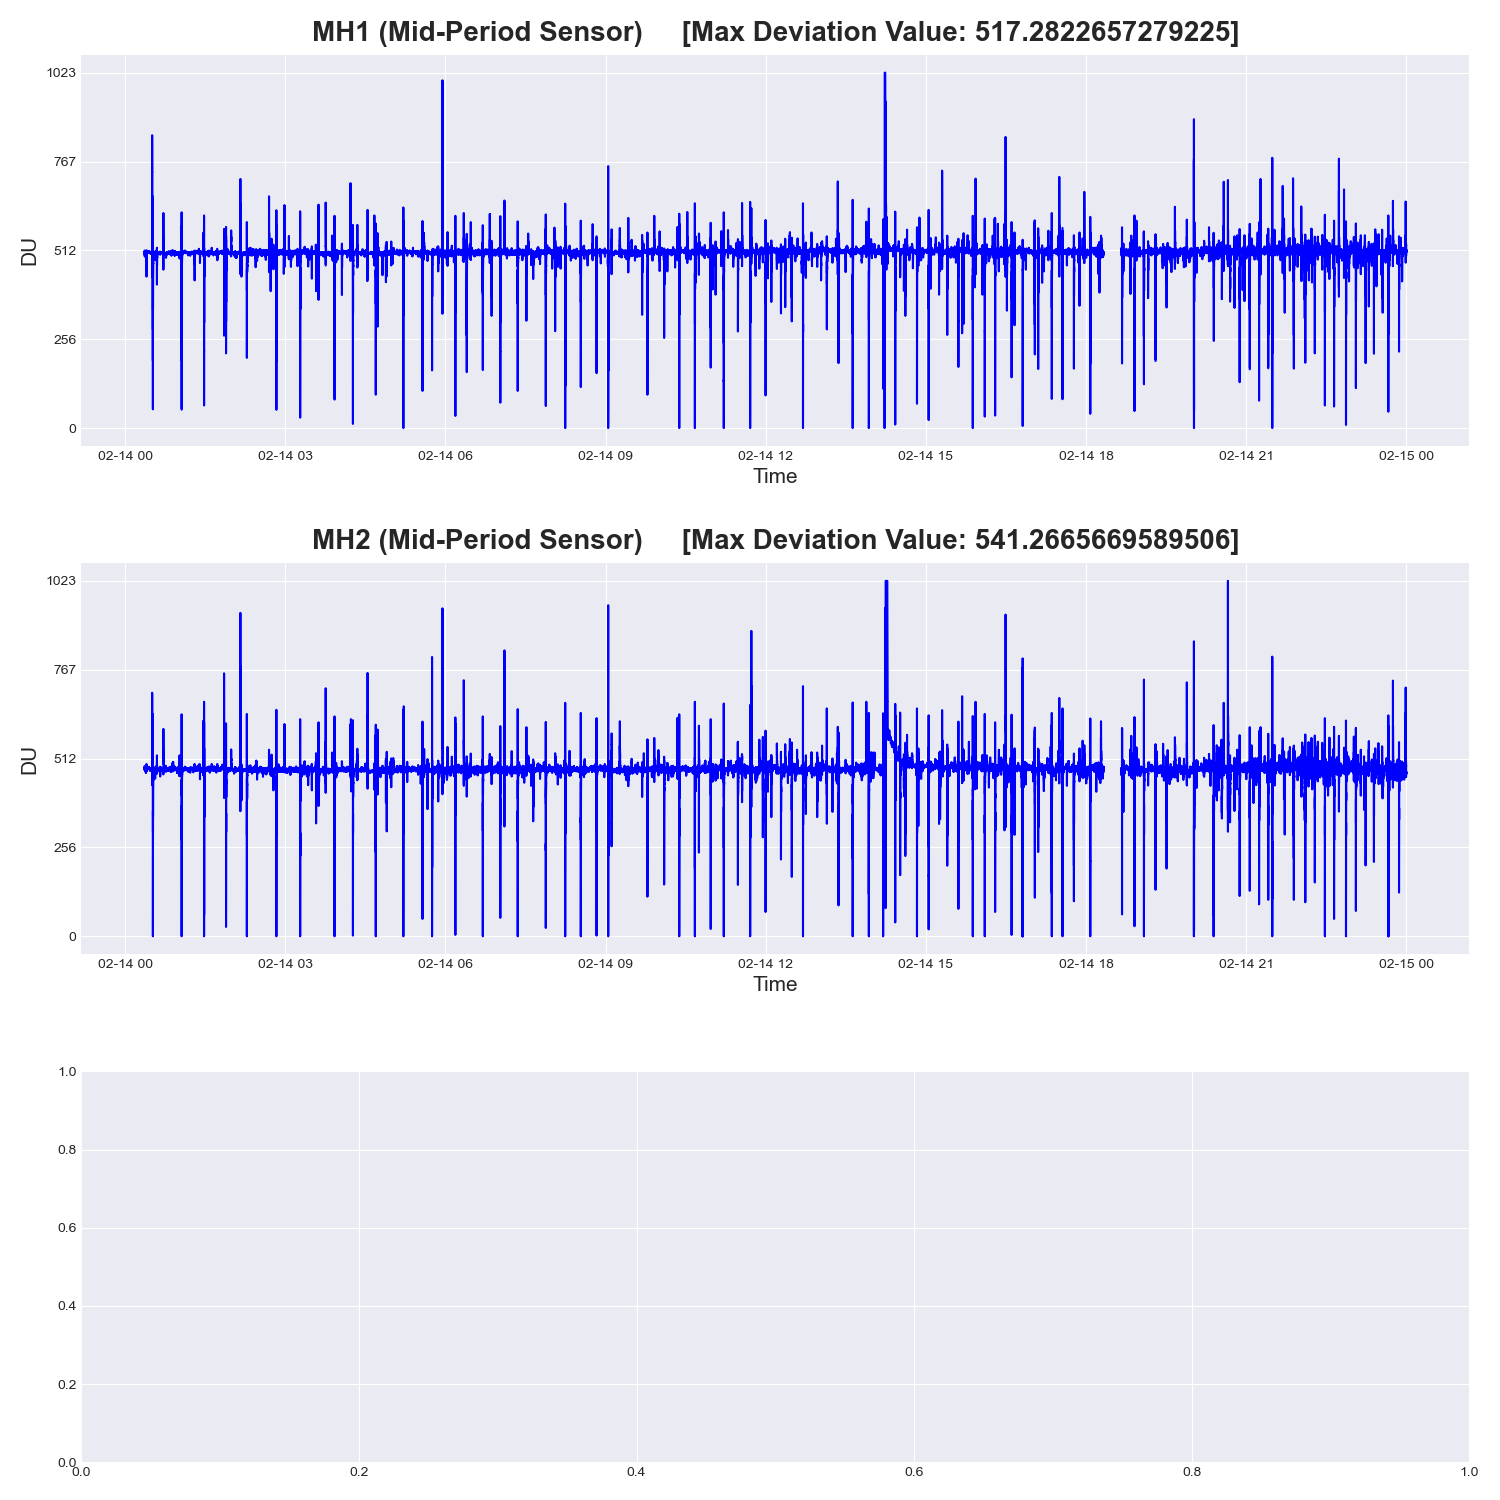 MH1 (Mid-Period Sensor) [Max Deviation Value: 517.2822657279225]
1023
767
DU
512
256
0
02-14 00 02-14 03 02-14 06 02-14 09 02-14 12 02-14 15 02-14 18 02-14 21 02-15 00
Time
MH2 (Mid-Period Sensor) [Max Deviation Value: 541.2665669589506]
1023
767
DU
512
256
0
02-14 00 02-14 03 02-14 06 02-14 09 02-14 12 02-14 15 02-14 18 02-14 21 02-15 00
Time
1.0
0.8
0.6
0.4
0.2
0.0
0.0 0.2 0.4 0.6 0.8 1.0